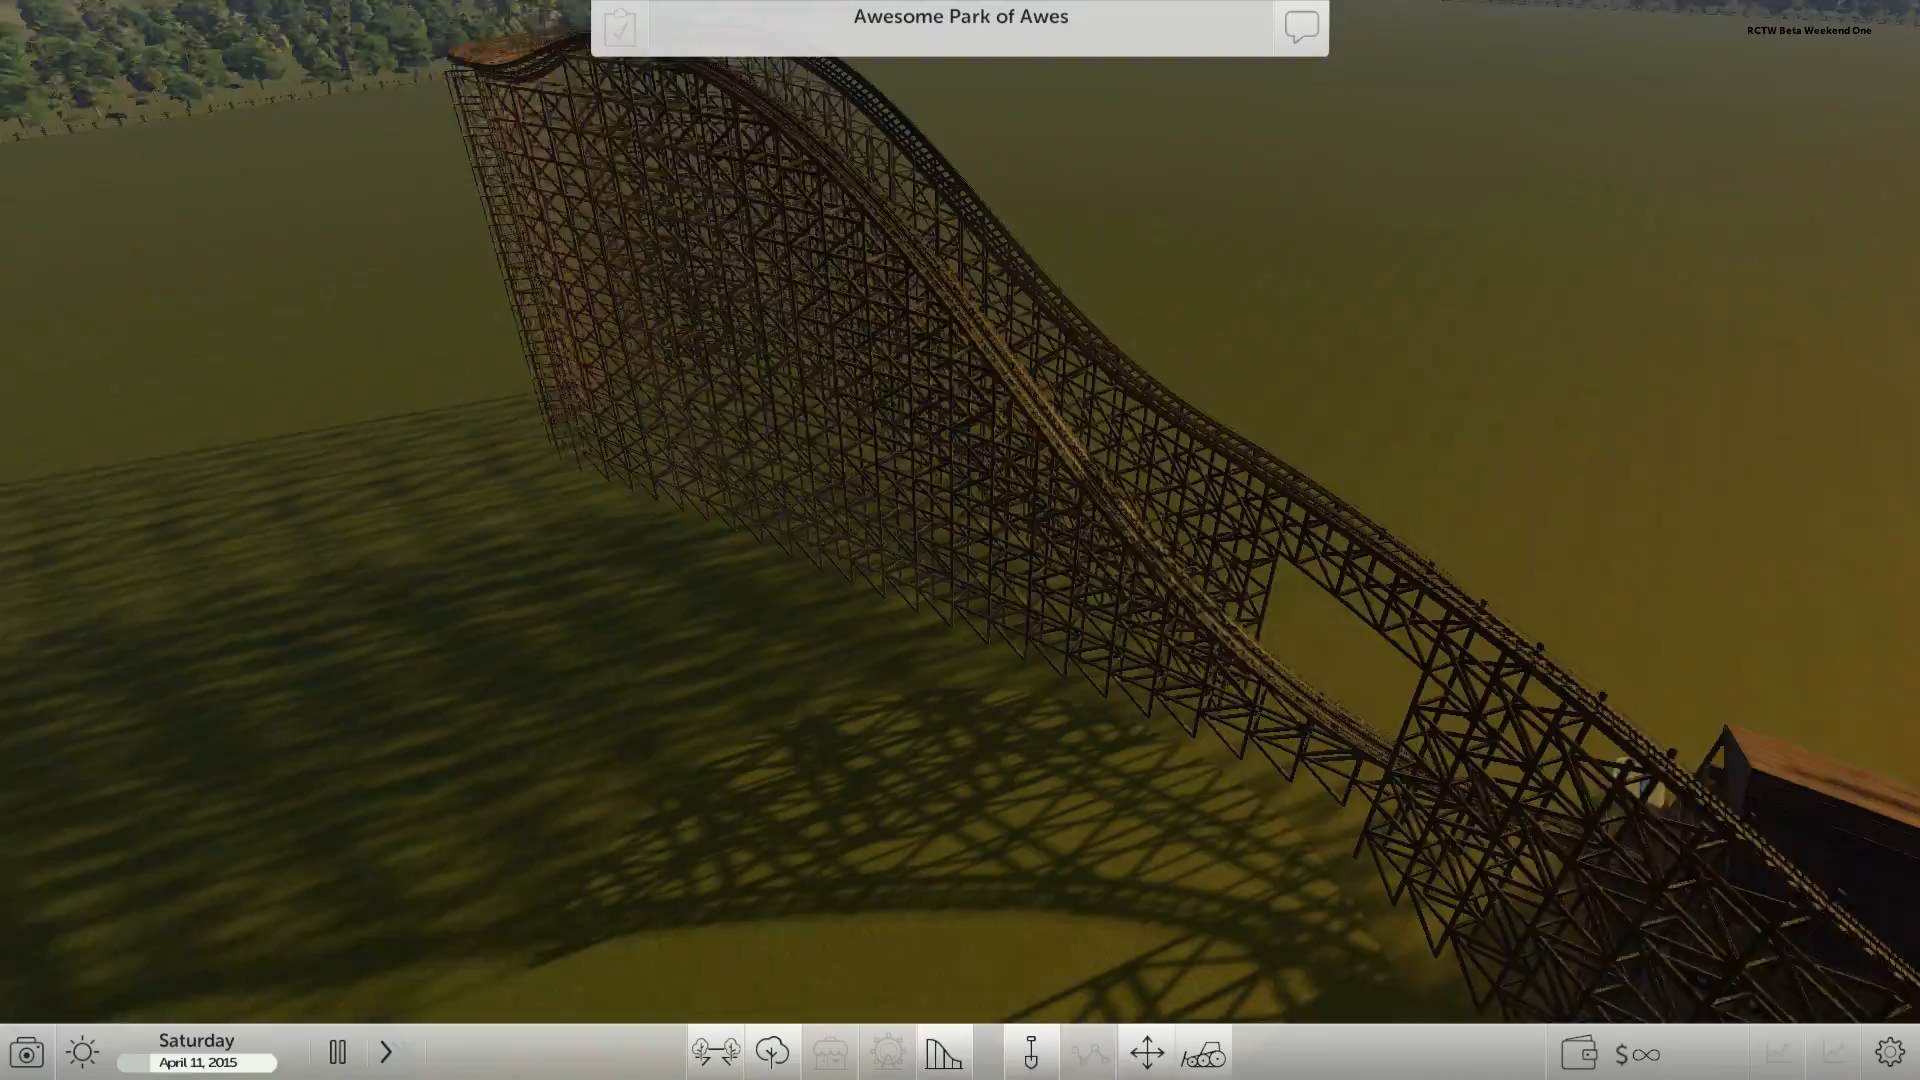 Awesome Park of Awes
RCTW Beta Weekend One
Saturday
April 11, 2015
$∞